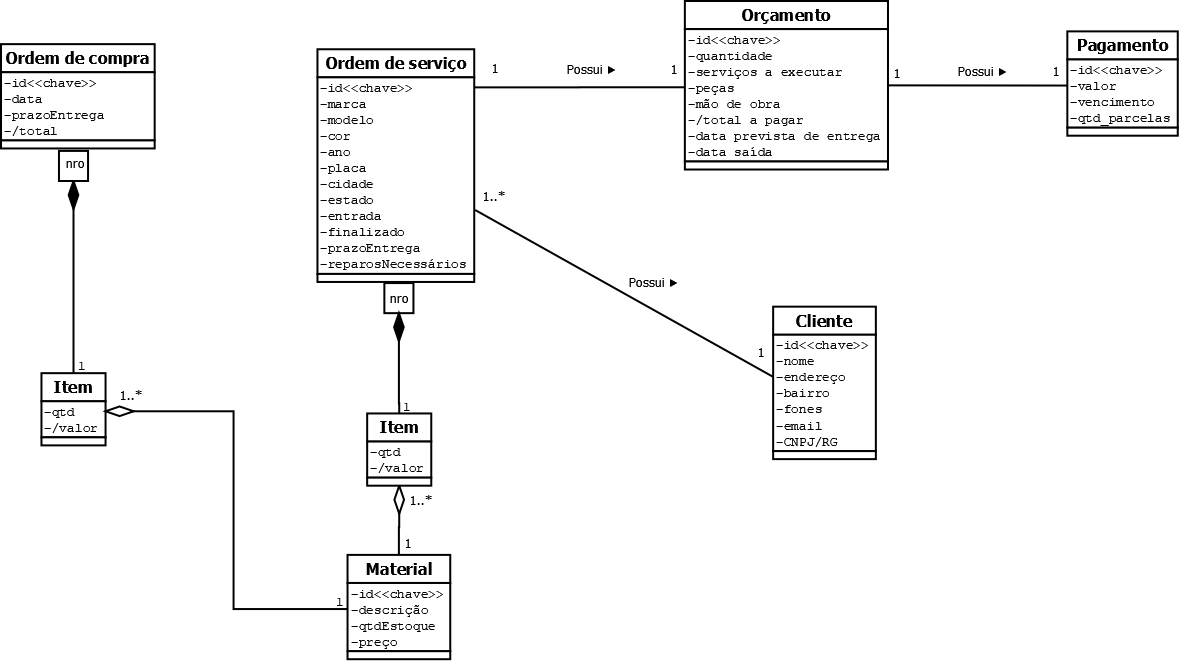 Ordem de compra
-id<<chave>>
-data
-prazoEntrega
-/total
nro
1
Item
-qtd
-/valor
1..*
Ordem de serviço
-id<<chave>>
-marca
-modelo
-cor
-ano
-placa
-cidade
-estado
-entrada
-finalizado
-prazoEntrega
-reparosNecessários
nro
1
Item
-qtd
-/valor
1..*
1
1
Material
-id<<chave>>
-descrição
-qtdEstoque
-preço
1
Possui
1
Orçamento
-id<<chave>>
-quantidade
-serviços a executar
-peças
-mão de obra
-/total a pagar
-data prevista de entrega
-data saída
1
Possui
1
Pagamento
-id<<chave>>
-valor
-vencimento
-qtd_parcelas
1..*
Possui
1
Cliente
-id<<chave>>
-nome
-endereço
-bairro
-fones
-email
-CNPJ/RG